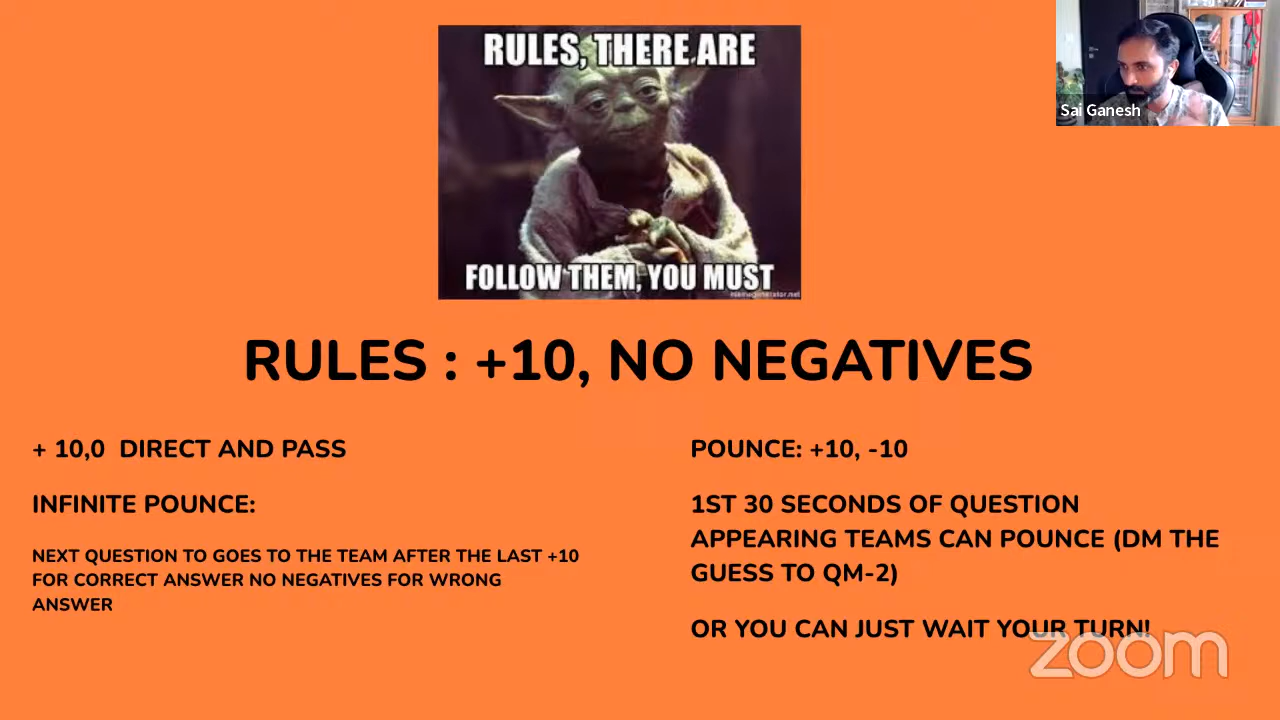 RULES, THERE ARE
FOLLOW THEM, YOU MUST
memegenerator.net
Sai Ganesh
RULES : +10, NO NEGATIVES
+ 10,0 DIRECT AND PASS
INFINITE POUNCE:
NEXT QUESTION TO GOES TO THE TEAM AFTER THE LAST +10
FOR CORRECT ANSWER NO NEGATIVES FOR WRONG
ANSWER
POUNCE: +10, -10
1ST 30 SECONDS OF QUESTION
APPEARING TEAMS CAN POUNCE (DM THE
GUESS TO QM-2)
OR YOU CAN JUST WAIT YOUR TURN!
zoom